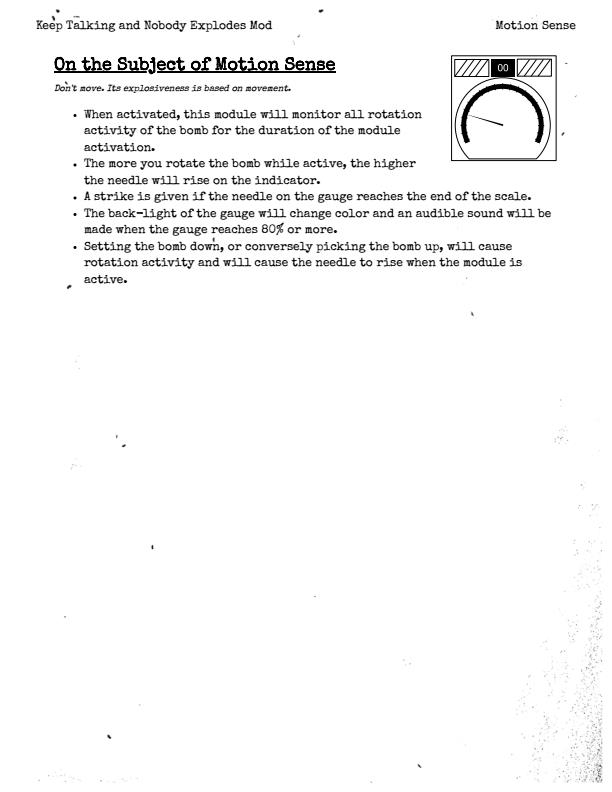 Keep Talking and Nobody Explodes Mod
Motion Sense
On the Subject of Motion Sense
Don't move. Its explosiveness is based on movement.
00
• When activated, this module will monitor all rotation
activity of the bomb for the duration of the module
activation.
• The more you rotate the bomb while active, the higher
the needle will rise on the indicator.
• A strike is given if the needle on the gauge reaches the end of the scale.
• The back-light of the gauge will change color and an audible sound will be
made when the gauge reaches 80% or more.
• Setting the bomb down, or conversely picking the bomb up, will cause
rotation activity and will cause the needle to rise when the module is
active.